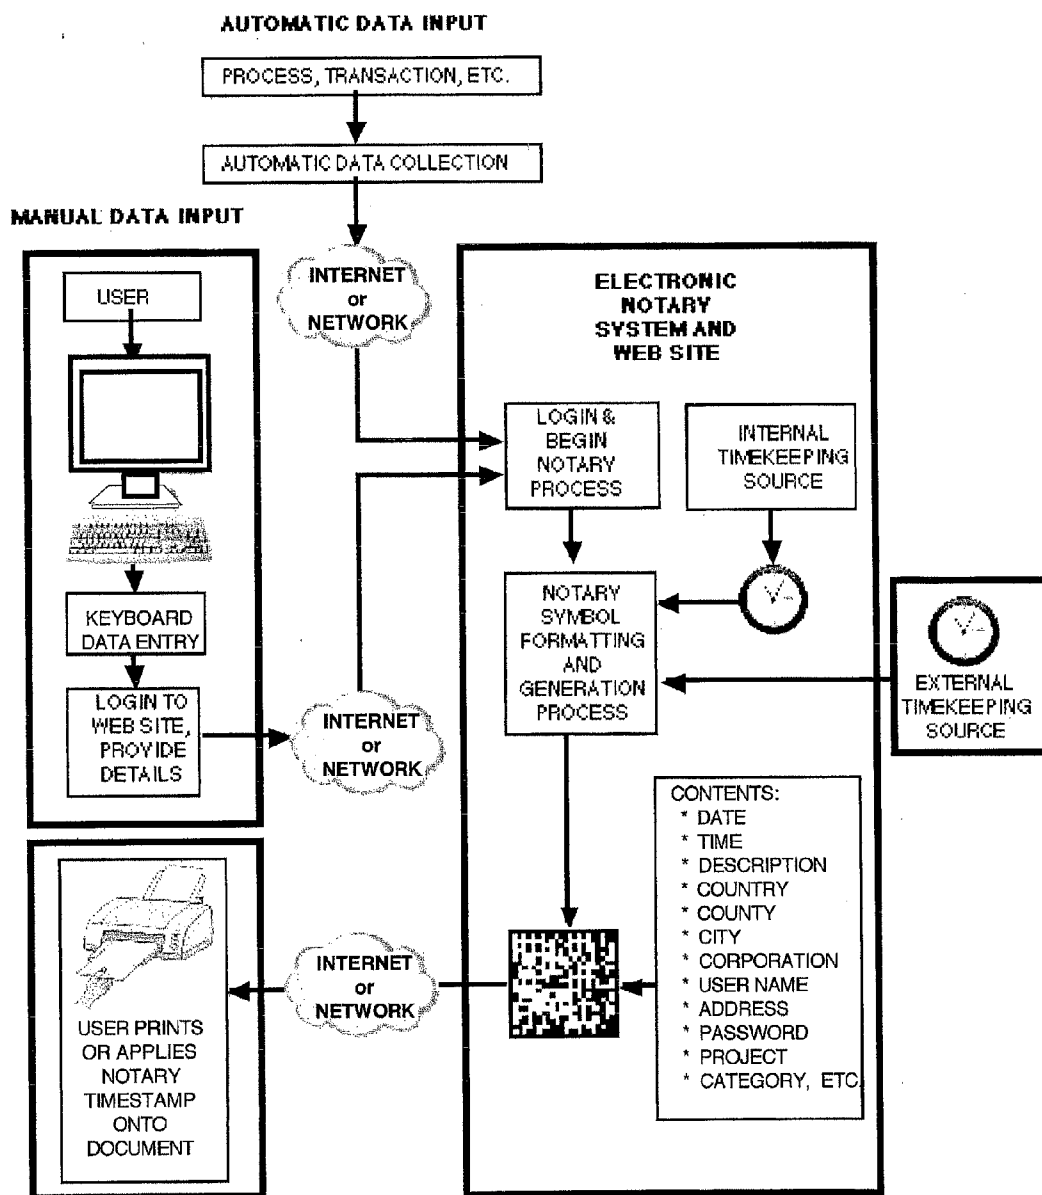 AUTOMATIC DATA INPUT
PROCESS, TRANSACTION, ETC.
AUTOMATIC DATA COLLECTION
MANUAL DATA INPUT
USER
KEYBOARD
DATA ENTRY
LOGIN TO
WEB SITE,
PROVIDE
DETAILS
INTERNET
or
NETWORK
INTERNET
or
NETWORK
ELECTRONIC
NOTARY
SYSTEM AND
WEB SITE
LOGIN &
BEGIN
NOTARY
PROCESS
INTERNAL
TIMEKEEPING
SOURCE
NOTARY
SYMBOL
FORMATTING
AND
GENERATION
PROCESS
EXTERNAL
TIMEKEEPING
SOURCE
CONTENTS:
* DATE
* TIME
* DESCRIPTION
* COUNTRY
* COUNTY
* CITY
* CORPORATION
* USER NAME
* ADDRESS
* PASSWORD
* PROJECT
* CATEGORY, ETC.
INTERNET
or
NETWORK
USER PRINTS
OR APPLIES
NOTARY
TIMESTAMP
ONTO
DOCUMENT